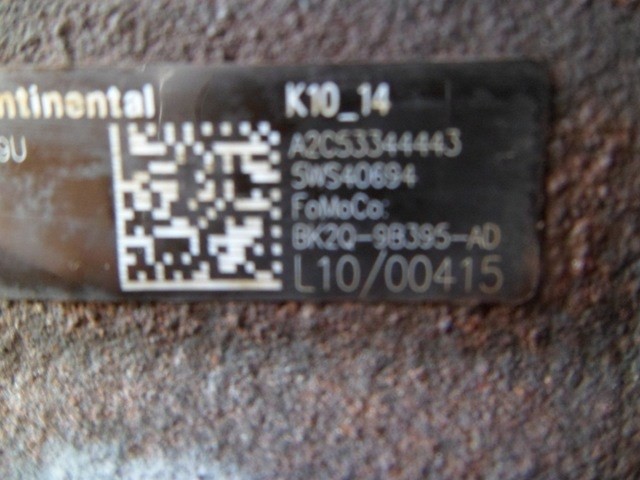 ntinental
K10_14
9U
A2C53344443
5WS40694
FoMoCo:
BK2Q-9B395-AD
L10/00415